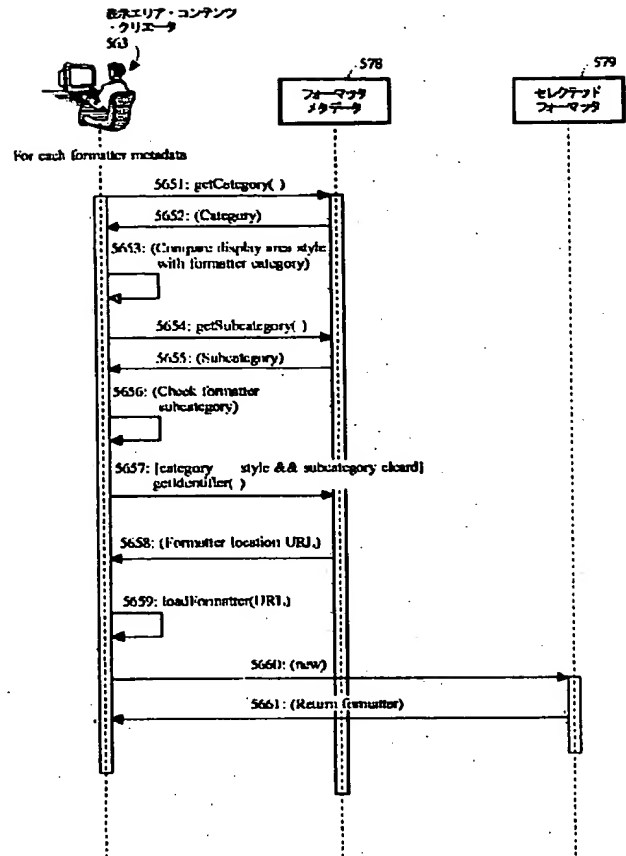 表示エリア・コンテンツ
・クリエータ
563
578
フォーマッタ
メタデータ
579
セレクテッド
フォーマッタ
For each formatter metadata
5651: getCategory( )
5652: (Category)
5653: (Compare display area style
with formatter category)
5654: getSubcategory( )
5655: (Subcategory)
5656: (Check formatter
subcategory)
5657: [category style && subcategory elcard]
getIdentifier( )
5658: (Formatter location URL)
5659: loadFormatter(URL)
5660: (new)
5661: (Return formatter)